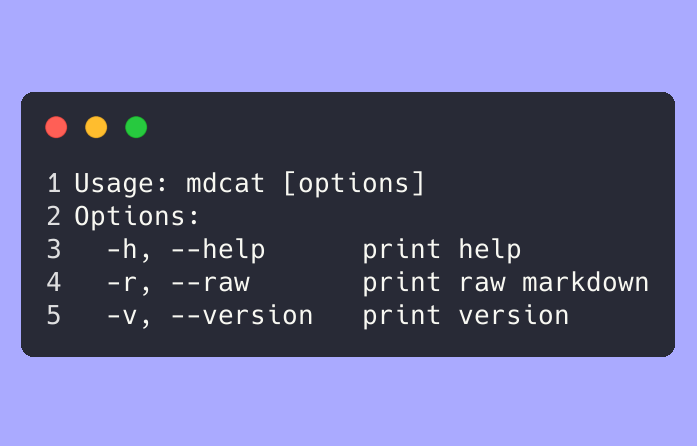 1 Usage: mdcat [options]
2 Options:
3   -h, --help      print help
4   -r, --raw       print raw markdown
5   -v, --version   print version